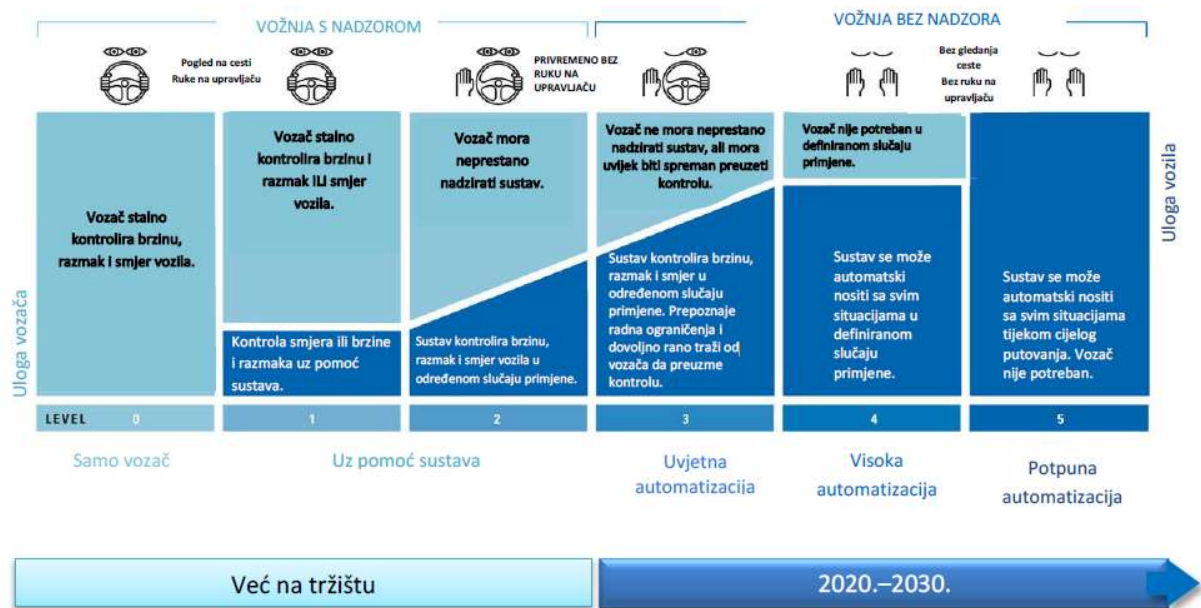 VOŽNJA S NADZOROM
VOŽNJA BEZ NADZORA
Pogled na cesti
Ruke na upravljaču
PRIVREMENO BEZ
RUKU NA
UPRAVLJAČU
Bez gledanja
ceste
Bez ruku na
upravljaču
Uloga vozača
Vozač stalno
kontrolira brzinu,
razmak i smjer vozila.
Vozač stalno
kontrolira brzinu i
razmak ILI smjer
vozila.
Kontrola smjera ili brzine
i razmaka uz pomoć
sustava.
Vozač mora
neprestano
nadzirati sustav.
Sustav kontrolira brzinu,
razmak i smjer vozila u
određenom slučaju primjene.
Vozač ne mora neprestano
nadzirati sustav, ali mora
uvijek biti spreman preuzeti
kontrolu.
Sustav kontrolira brzinu,
razmak i smjer u
određenom slučaju
primjene. Prepoznaje
radna ograničenja i
dovoljno rano traži od
vozača da preuzme
kontrolu.
Vozač nije potreban u
definiranom slučaju
primjene.
Sustav se može
automatski
nositi sa svim
situacijama u
definiranom
slučaju
primjene.
Sustav se može
automatski nositi
sa svim situacijama
tijekom cijelog
putovanja. Vozač
nije potreban.
Uloga vozila
LEVEL 0 1 2 3 4 5
Samo vozač
Uz pomoć sustava
Uvjetna
automatizacija
Visoka
automatizacija
Potpuna
automatizacija
Već na tržištu
2020.–2030.